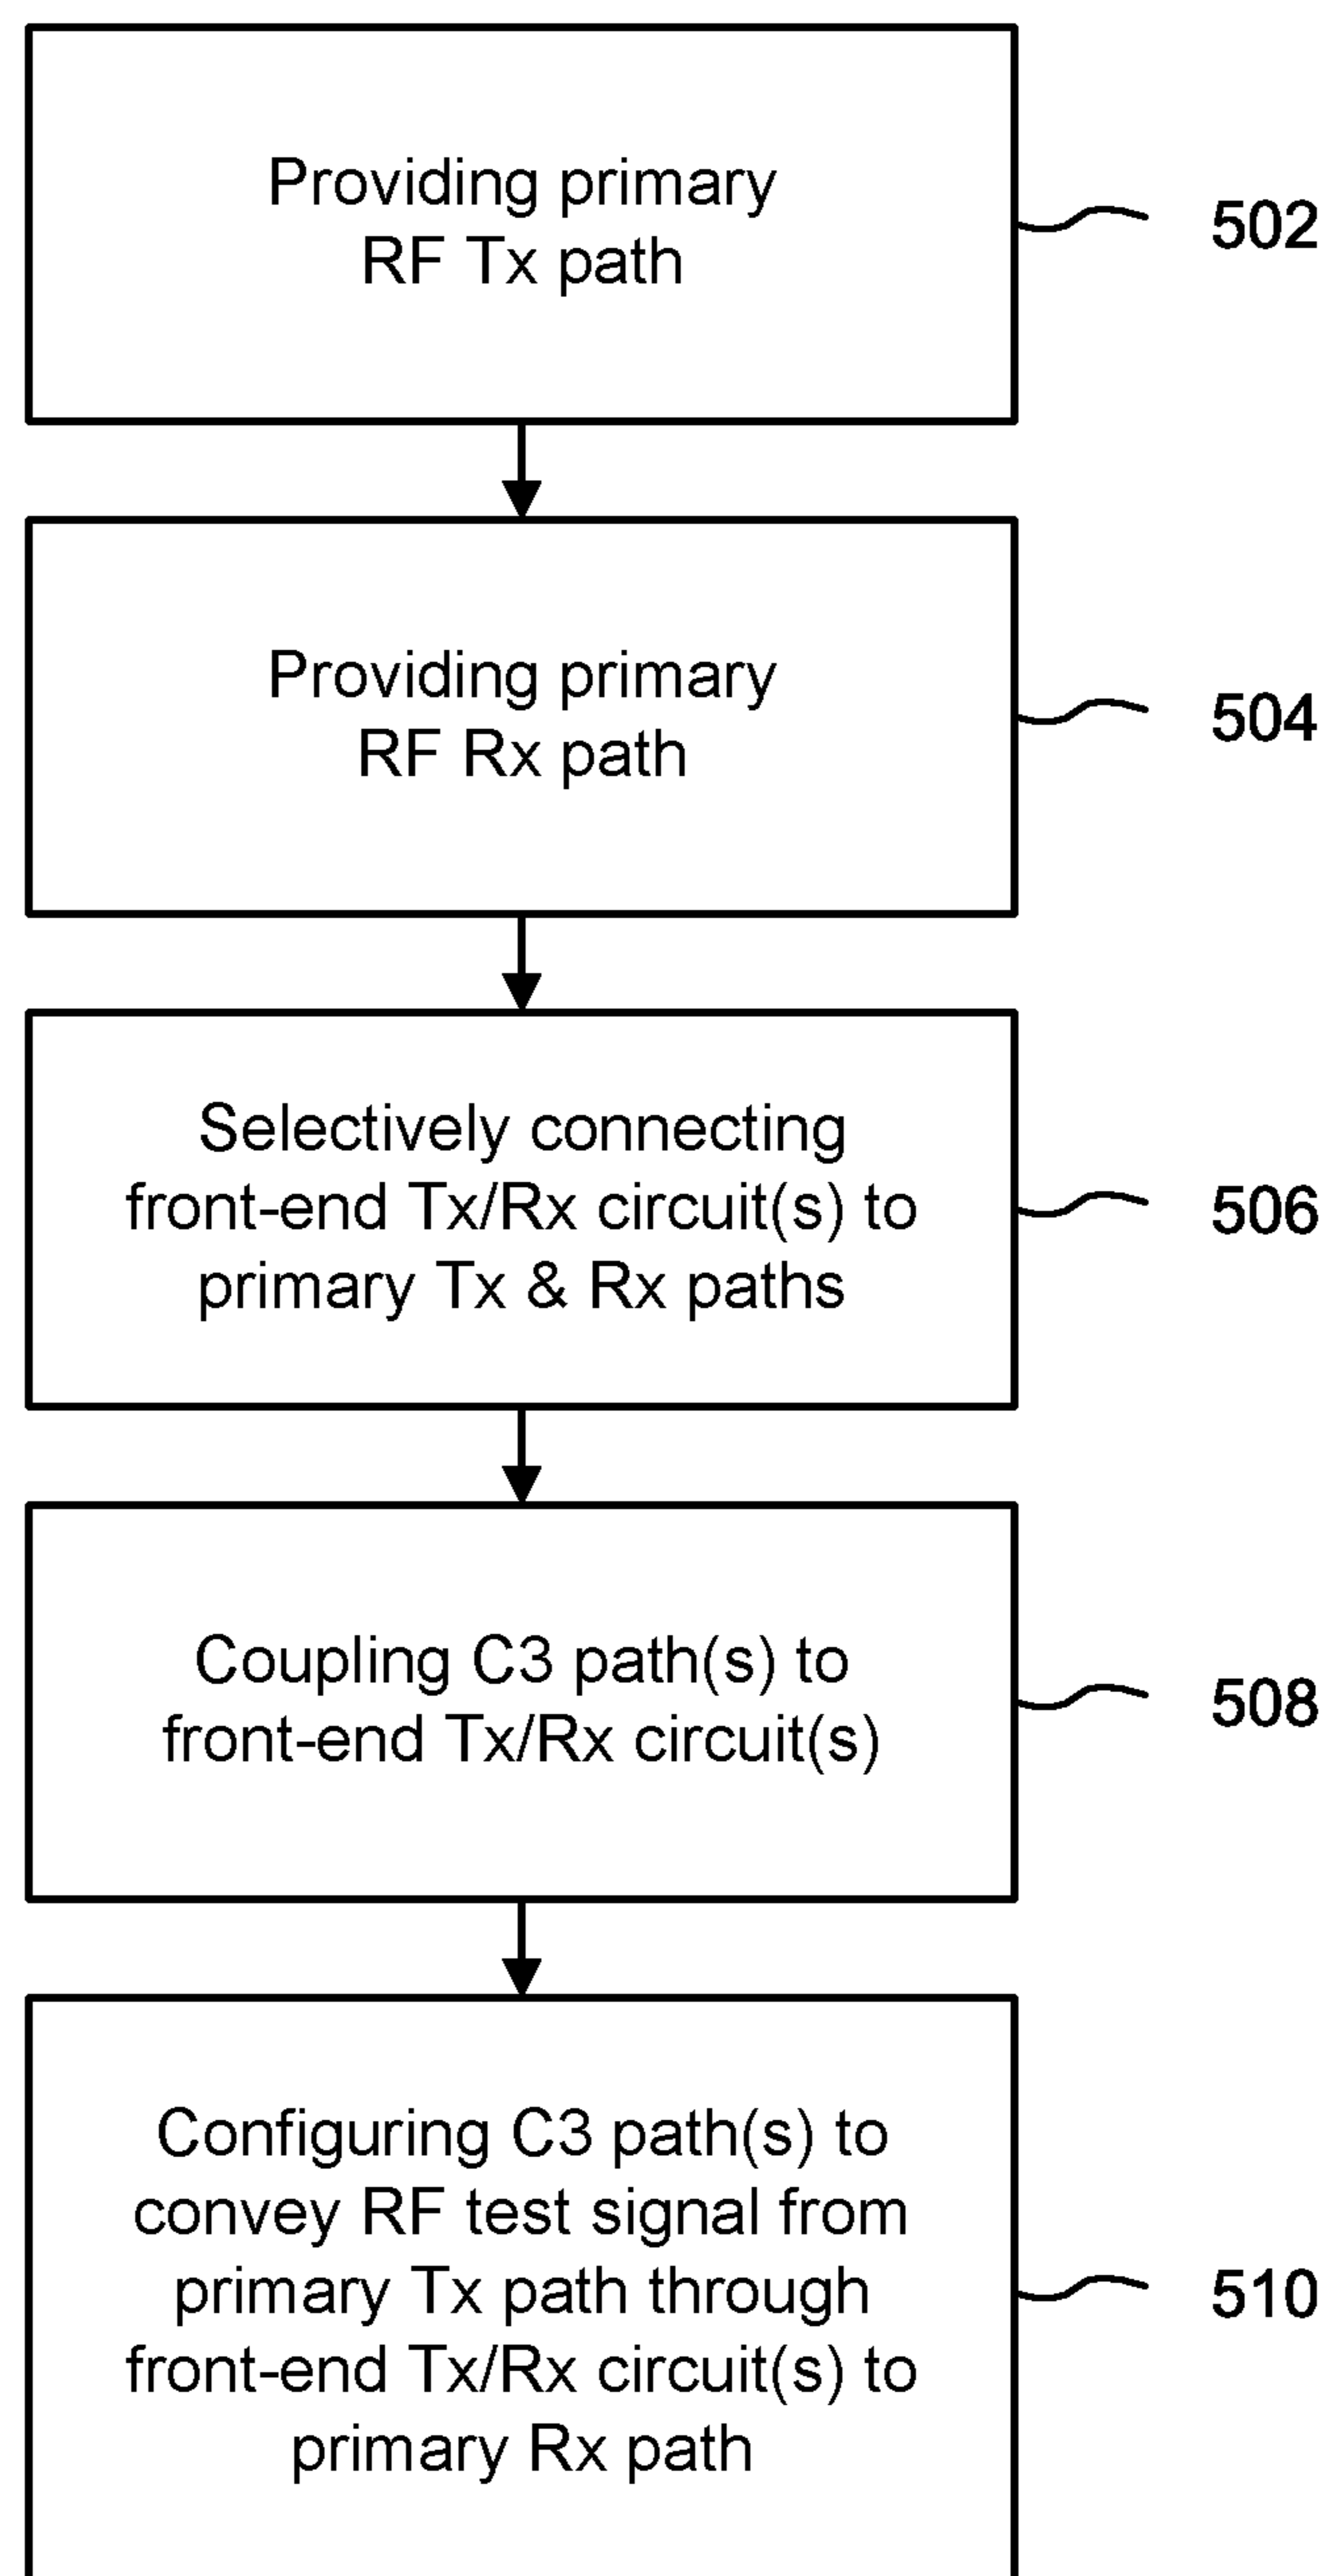 Providing primary
RF Tx path
502
Providing primary
RF Rx path
504
Selectively connecting
front-end Tx/Rx circuit(s) to
primary Tx & Rx paths
506
Coupling C3 path(s) to
front-end Tx/Rx circuit(s)
508
Configuring C3 path(s) to
convey RF test signal from
primary Tx path through
front-end Tx/Rx circuit(s) to
primary Rx path
510